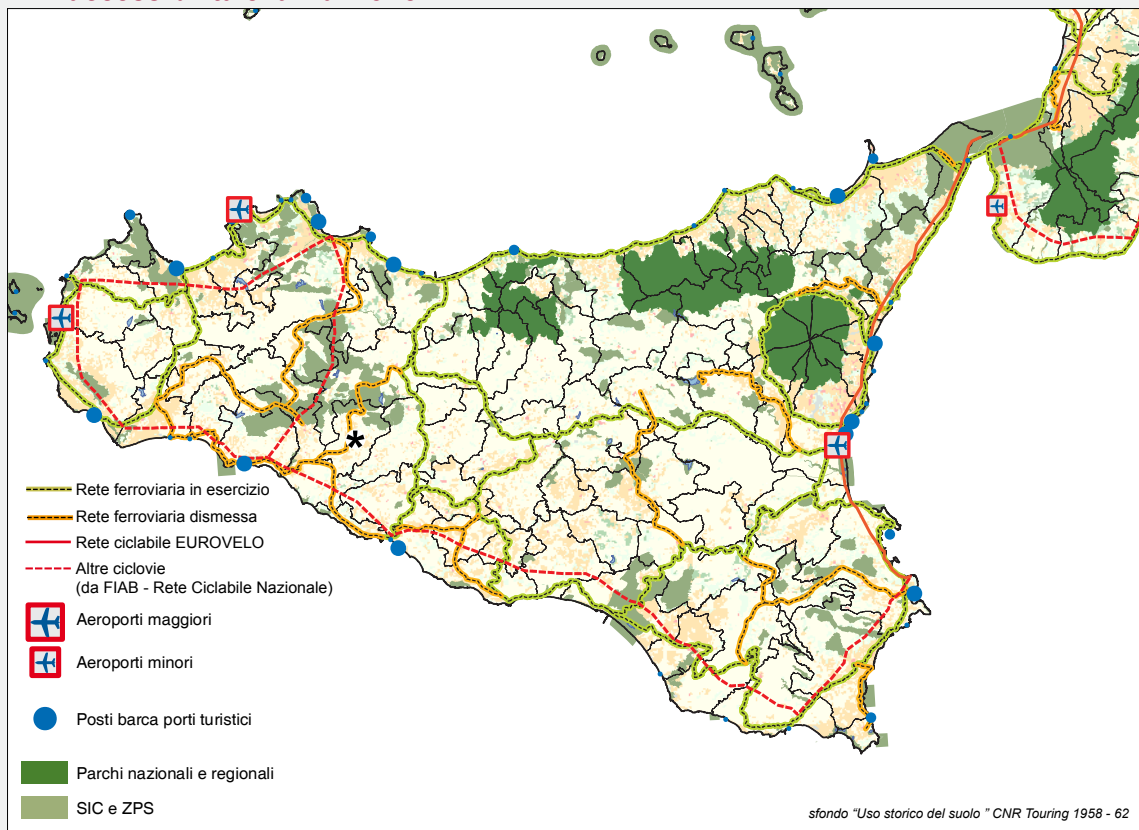 Rete ferroviaria in esercizio
Rete ferroviaria dismessa
Rete ciclabile EUROVELO
Altre ciclovie
(da FIAB - Rete Ciclabile Nazionale)
Aeroporti maggiori
Aeroporti minori
Posti barca porti turistici
Parchi nazionali e regionali
SIC e ZPS
*
sfondo “Uso storico del suolo ” CNR Touring 1958 - 62